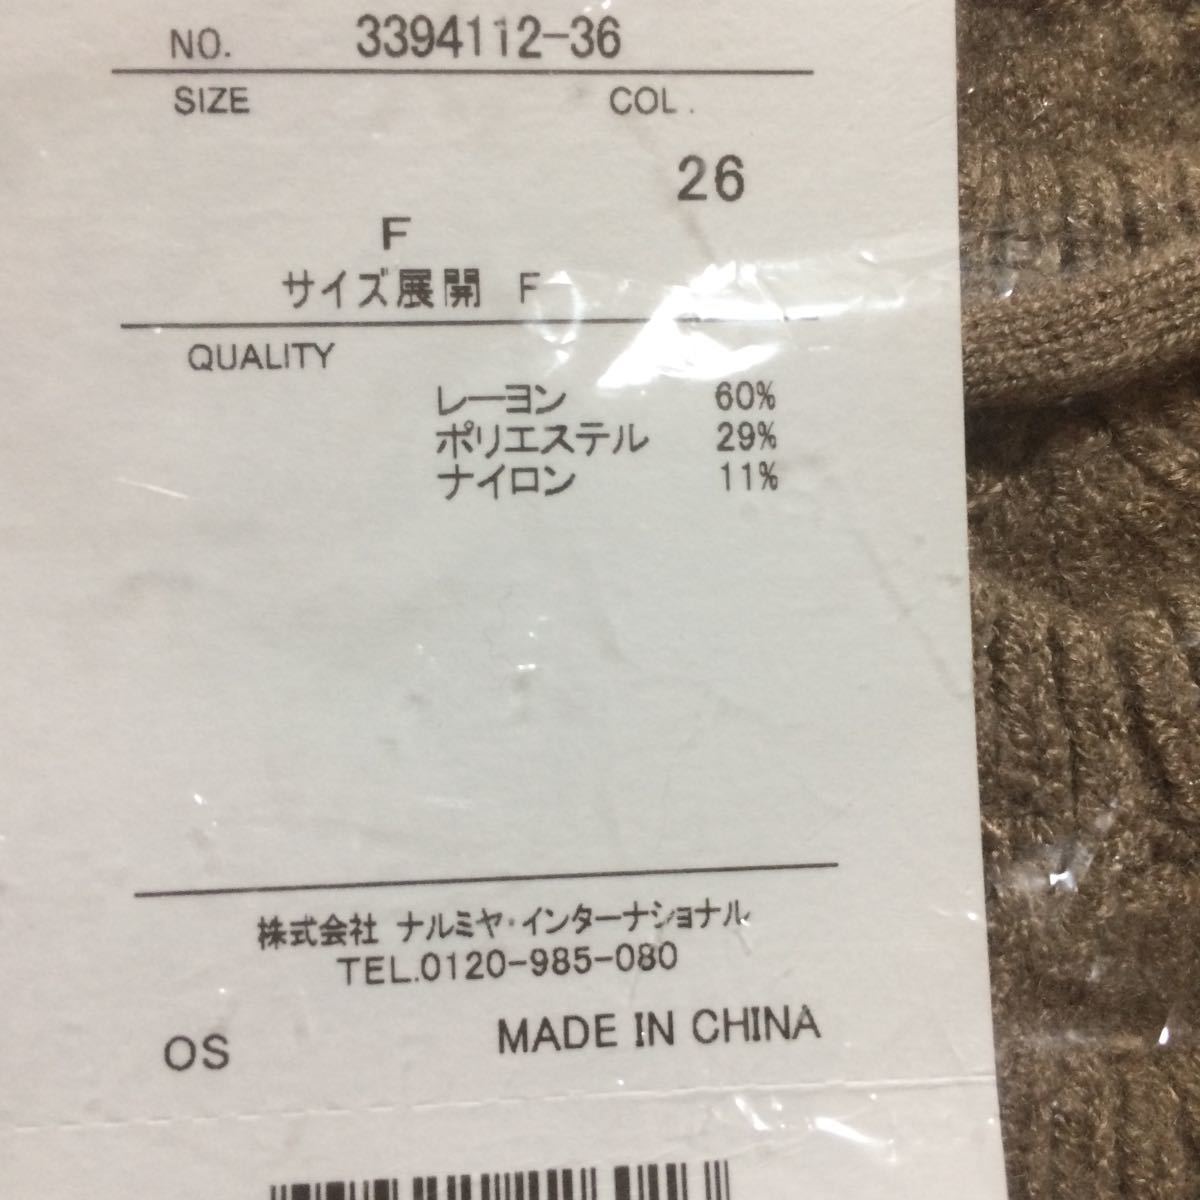 NO. 3394112-36
SIZE COL.
26
F
サイズ展開 F
QUALITY
レーヨン 60%
ポリエステル 29%
ナイロン 11%
株式会社 ナルミヤ・インターナショナル
TEL.0120-985-080
OS MADE IN CHINA